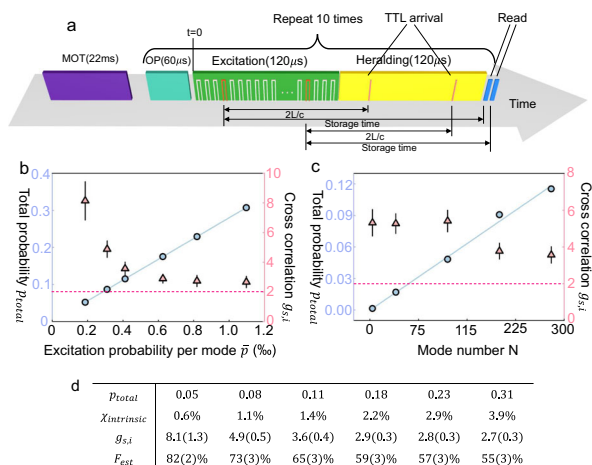 a
t=0
Repeat 10 times
TTL arrival
Read
MOT(22ms)
OP(60μs)
Excitation(120μs)
Heralding(120μs)
...
2L/c
Storage time
2L/c
Storage time
Time
b
Total probability p_total
0.4
0.3
0.2
0.1
0.0
10
8
6
4
2
0
Cross correlation g_s,i
0.0 0.2 0.4 0.6 0.8 1.0 1.2
Excitation probability per mode p̄ (‰)
c
Total probability p_total
0.12
0.09
0.06
0.03
0.00
8
6
4
2
0
Cross correlation g_s,i
0 75 150 225 300
Mode number N
d
p_total 0.05 0.08 0.11 0.18 0.23 0.31
χ_intrinsic 0.6% 1.1% 1.4% 2.2% 2.9% 3.9%
g_s,i 8.1(1.3) 4.9(0.5) 3.6(0.4) 2.9(0.3) 2.8(0.3) 2.7(0.3)
F_est 82(2)% 73(3)% 65(3)% 59(3)% 57(3)% 55(3)%